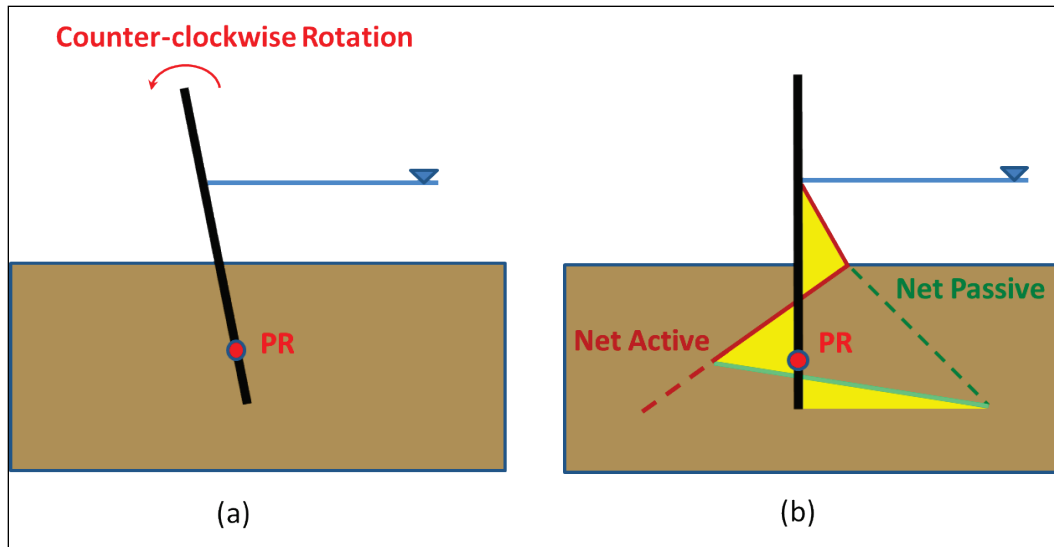 Counter-clockwise Rotation
PR
(a)
Net Passive
Net Active
PR
(b)